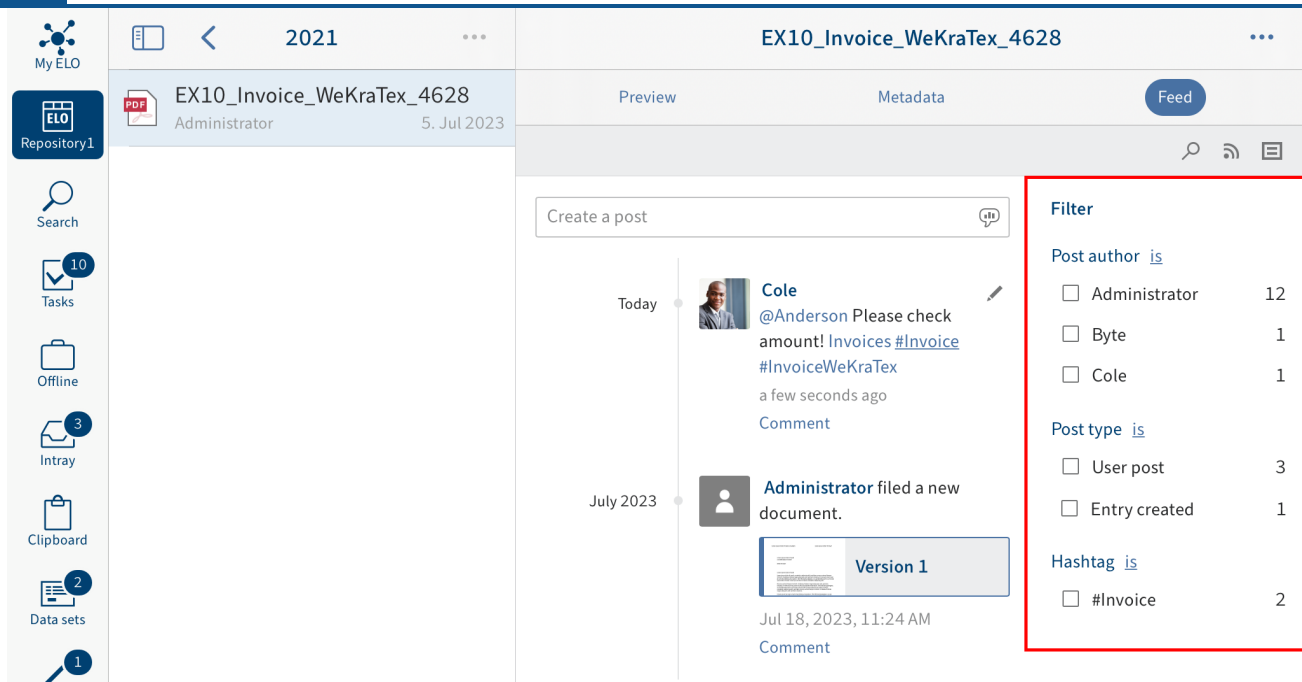 My ELO
ELO
Repository1
Search
10
Tasks
Offline
3
Intray
Clipboard
2
Data sets
1
2021
PDF
EX10_Invoice_WeKraTex_4628
Administrator 5. Jul 2023
EX10_Invoice_WeKraTex_4628
Preview Metadata Feed
Create a post
Today
Cole
@Anderson Please check
amount! Invoices #Invoice
#InvoiceWeKraTex
a few seconds ago
Comment
July 2023
Administrator filed a new
document.
Version 1
Jul 18, 2023, 11:24 AM
Comment
Filter
Post author is
Administrator 12
Byte 1
Cole 1
Post type is
User post 3
Entry created 1
Hashtag is
#Invoice 2